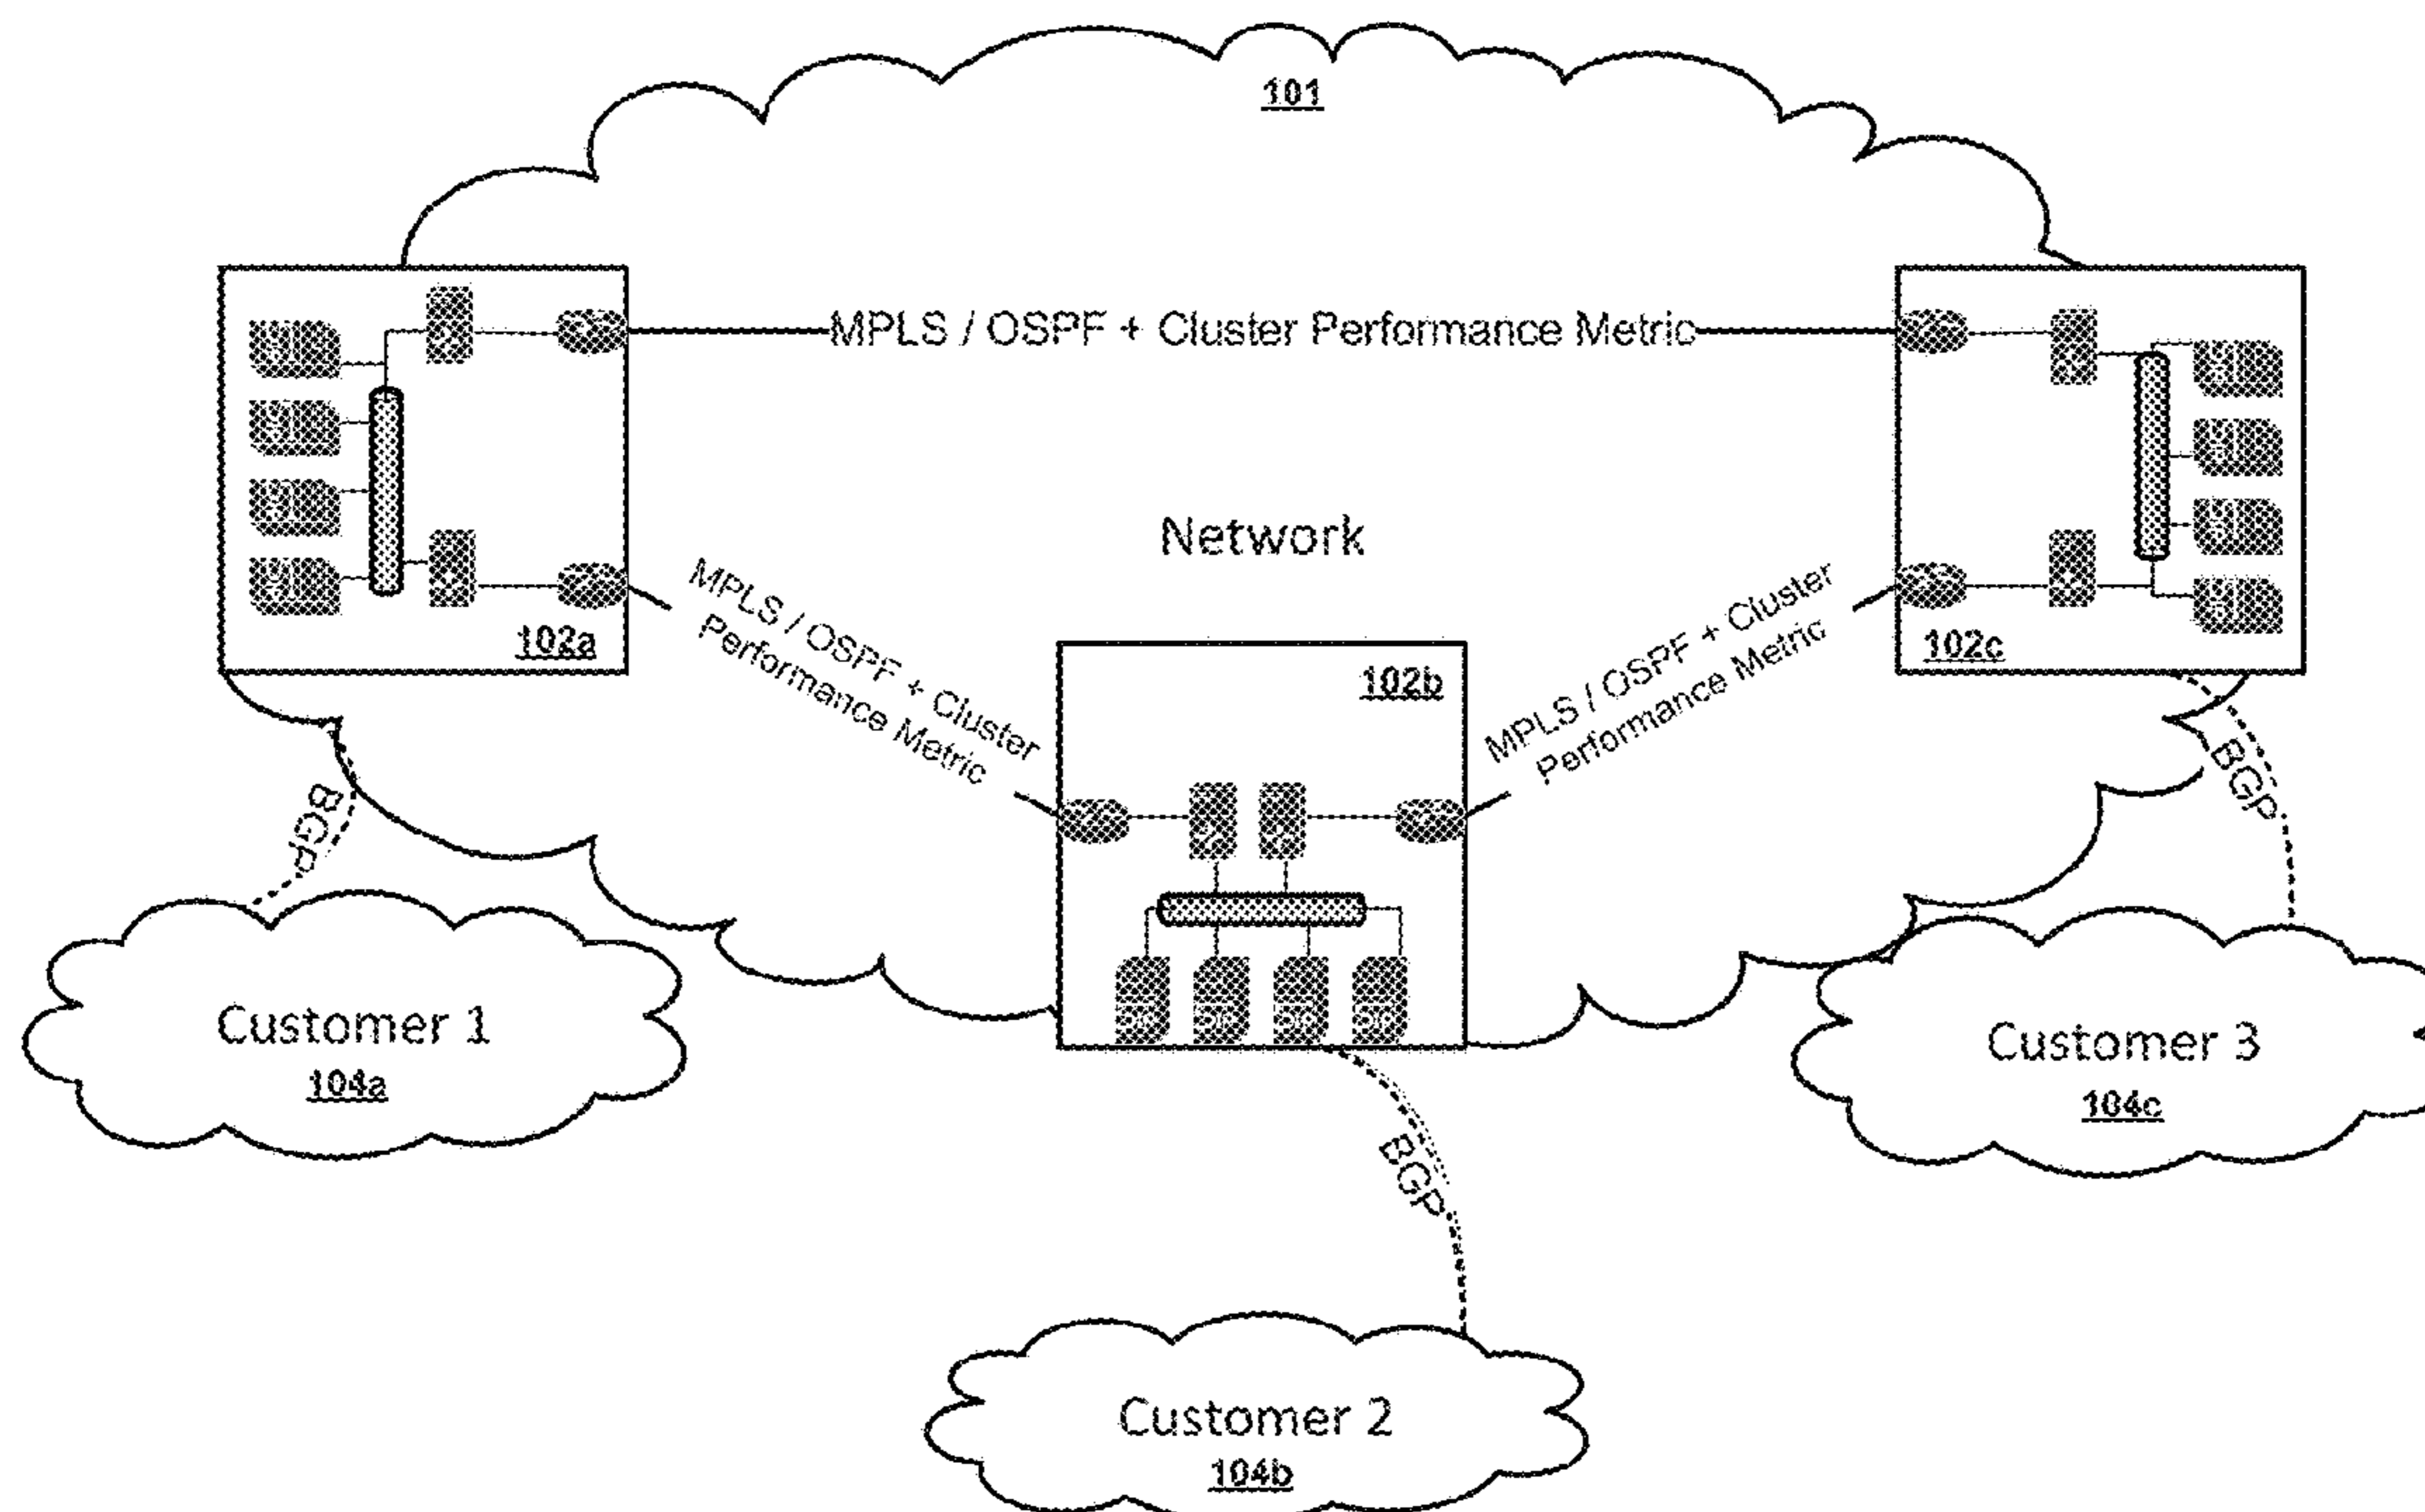 101
MPLS / OSPF + Cluster Performance Metric
Network
102a
MPLS / OSPF + Cluster
Performance Metric
102b
MPLS / OSPF + Cluster
Performance Metric
102c
BGP
BGP
Customer 1
104a
Customer 3
104c
BGP
Customer 2
104b